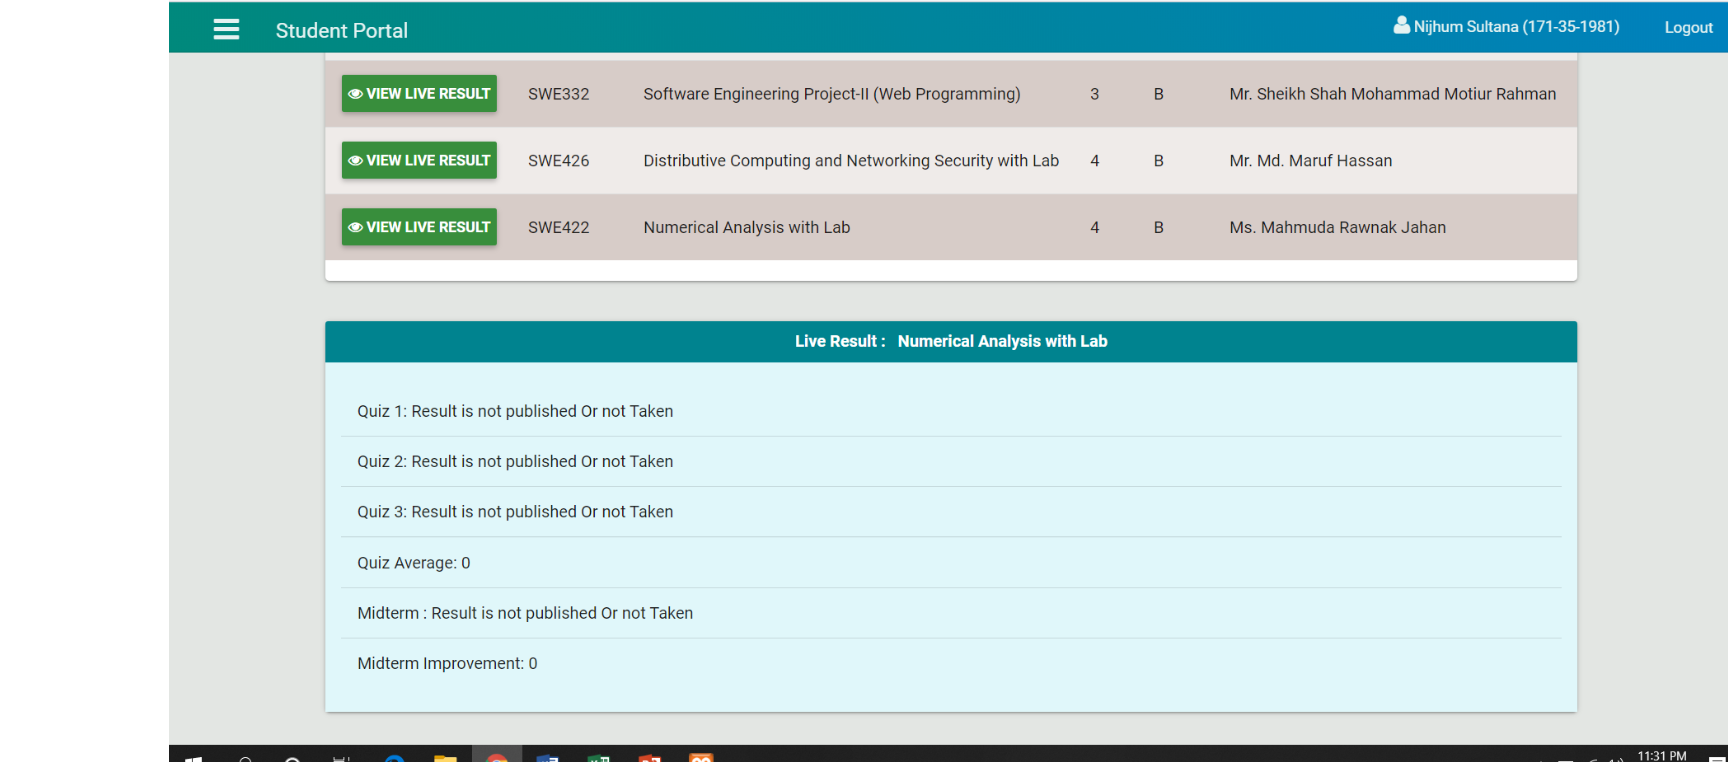 Student Portal
Nijhum Sultana (171-35-1981)
Logout
VIEW LIVE RESULT SWE332 Software Engineering Project-II (Web Programming) 3 B Mr. Sheikh Shah Mohammad Motiur Rahman
VIEW LIVE RESULT SWE426 Distributive Computing and Networking Security with Lab 4 B Mr. Md. Maruf Hassan
VIEW LIVE RESULT SWE422 Numerical Analysis with Lab 4 B Ms. Mahmuda Rawnak Jahan
Live Result : Numerical Analysis with Lab
Quiz 1: Result is not published Or not Taken
Quiz 2: Result is not published Or not Taken
Quiz 3: Result is not published Or not Taken
Quiz Average: 0
Midterm : Result is not published Or not Taken
Midterm Improvement: 0
11:31 PM